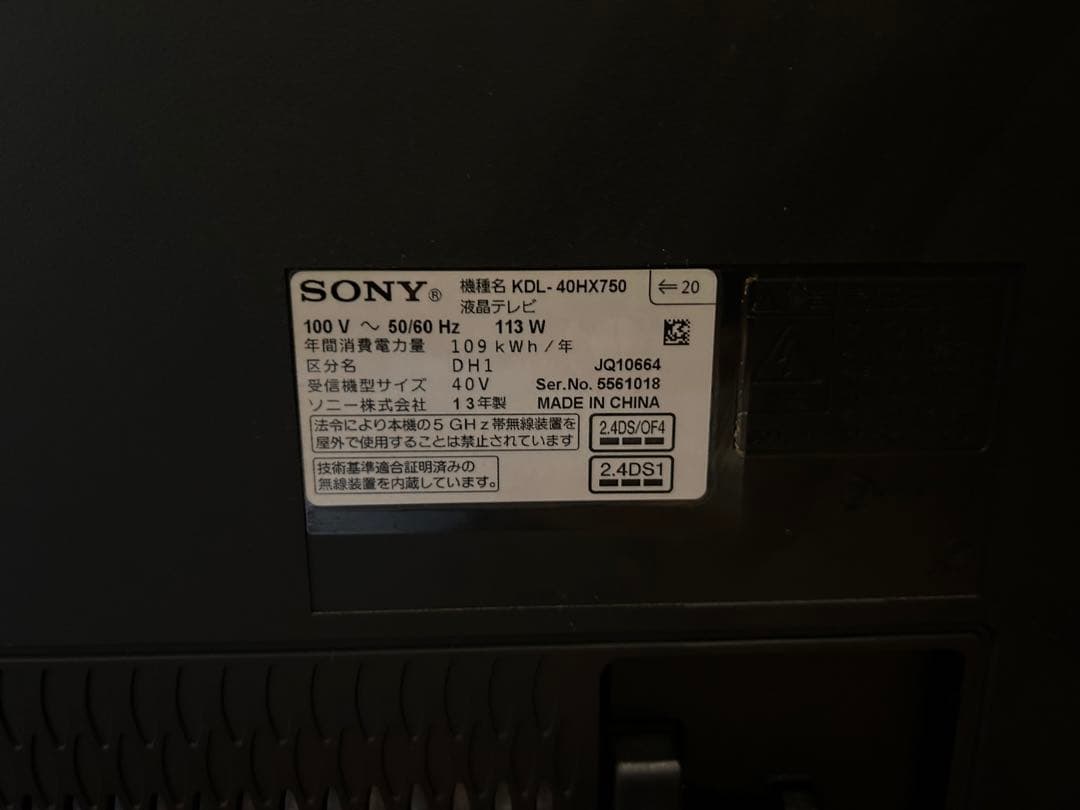 SONY® 機種名 KDL-40HX750 ⇐20
液晶テレビ
100 V ～ 50/60 Hz 113 W
年間消費電力量 109kWh/年
区分名 DH1 JQ10664
受信機型サイズ 40V Ser.No. 5561018
ソニー株式会社 13年製 MADE IN CHINA
法令により本機の5GHz帯無線装置を
屋外で使用することは禁止されています
2.4DS/OF4
技術基準適合証明済みの
無線装置を内蔵しています。
2.4DS1